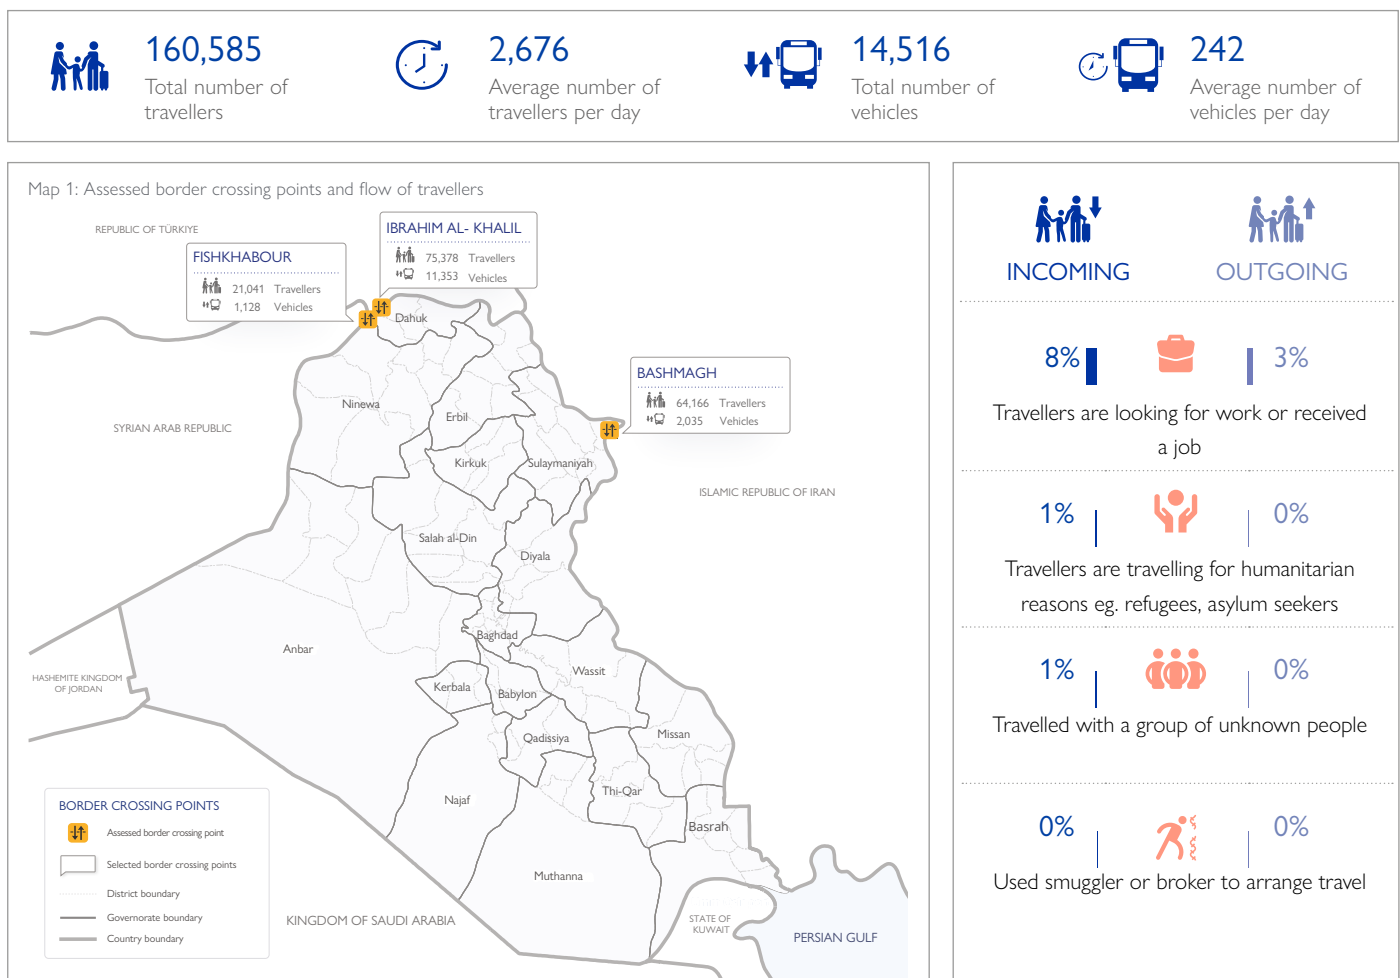 160,585
Total number of
travellers
2,676
Average number of
travellers per day
14,516
Total number of
vehicles
242
Average number of
vehicles per day
Map 1: Assessed border crossing points and flow of travellers
REPUBLIC OF TÜRKIYE
IBRAHIM AL- KHALIL
75,378 Travellers
11,353 Vehicles
FISHKHABOUR
21,041 Travellers
1,128 Vehicles
Dahuk
BASHMAGH
64,166 Travellers
2,035 Vehicles
Ninewa
Erbil
SYRIAN ARAB REPUBLIC
Kirkuk
Sulaymaniyah
ISLAMIC REPUBLIC OF IRAN
Salah al-Din
Diyala
Baghdad
Anbar
Wassit
HASHEMITE KINGDOM
OF JORDAN
Kerbala
Babylon
Qadissiya
Missan
Najaf
Thi-Qar
Basrah
Muthanna
KINGDOM OF SAUDI ARABIA
STATE OF
KUWAIT
PERSIAN GULF
BORDER CROSSING POINTS
Assessed border crossing point
Selected border crossing points
District boundary
Governorate boundary
Country boundary
INCOMING
OUTGOING
8%
3%
Travellers are looking for work or received
a job
1%
0%
Travellers are travelling for humanitarian
reasons eg. refugees, asylum seekers
1%
0%
Travelled with a group of unknown people
0%
0%
Used smuggler or broker to arrange travel